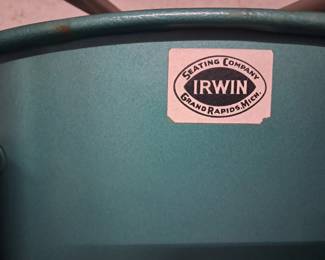 SEATING COMPANY
IRWIN
GRAND RAPIDS, MICH.